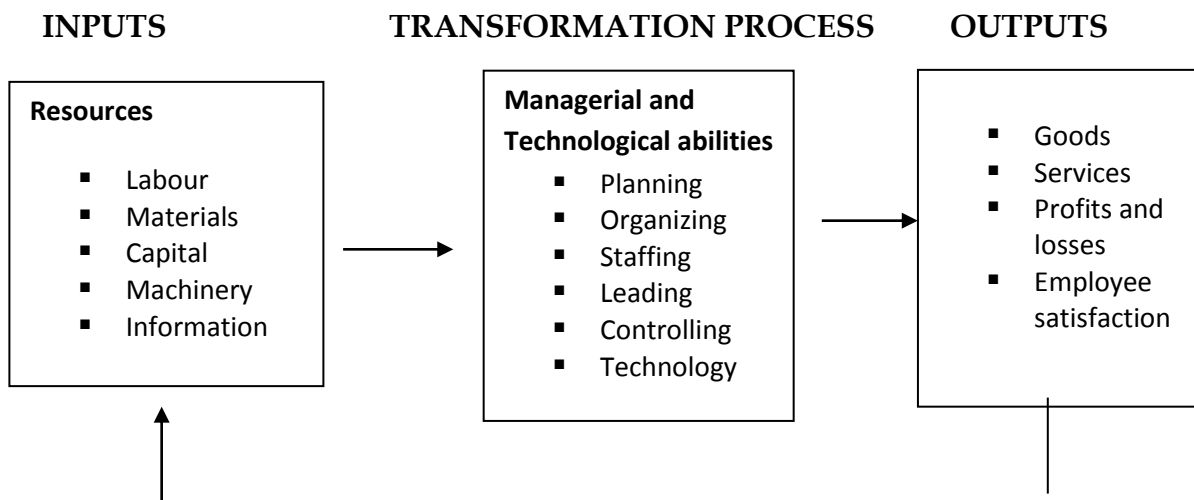 INPUTS
TRANSFORMATION PROCESS
OUTPUTS
Resources
▪ Labour
▪ Materials
▪ Capital
▪ Machinery
▪ Information
Managerial and
Technological abilities
▪ Planning
▪ Organizing
▪ Staffing
▪ Leading
▪ Controlling
▪ Technology
▪ Goods
▪ Services
▪ Profits and
losses
▪ Employee
satisfaction